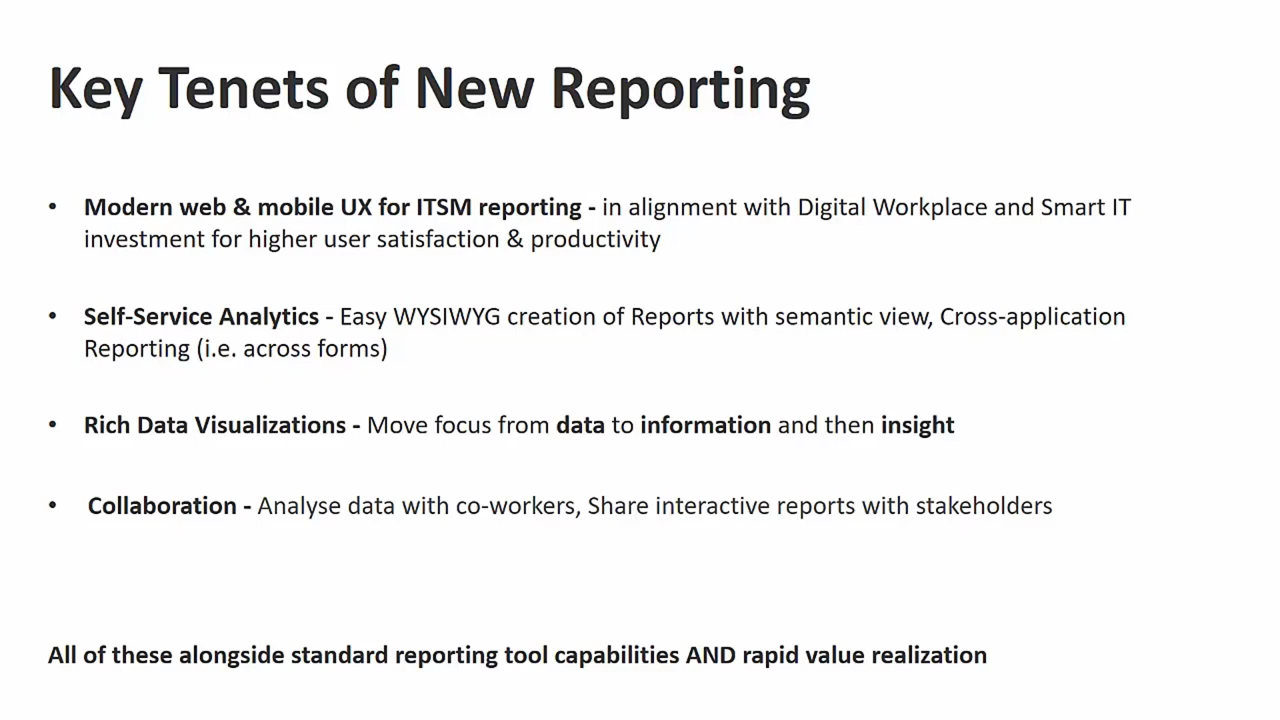 Key Tenets of New Reporting
• Modern web & mobile UX for ITSM reporting - in alignment with Digital Workplace and Smart IT
investment for higher user satisfaction & productivity
• Self-Service Analytics - Easy WYSIWYG creation of Reports with semantic view, Cross-application
Reporting (i.e. across forms)
• Rich Data Visualizations - Move focus from data to information and then insight
• Collaboration - Analyse data with co-workers, Share interactive reports with stakeholders
All of these alongside standard reporting tool capabilities AND rapid value realization